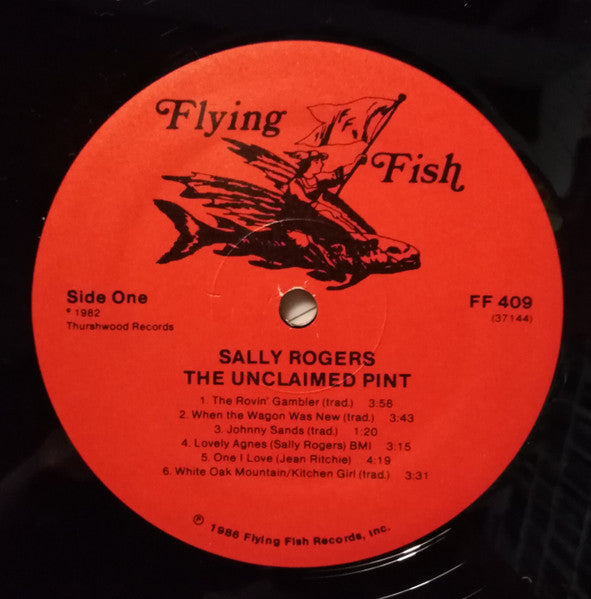 Flying
Fish
Side One
© 1982
Thurshwood Records
FF 409
(37144)
SALLY ROGERS
THE UNCLAIMED PINT
1. The Rovin' Gambler (trad.) 3:58
2. When the Wagon Was New (trad.) 3:43
3. Johnny Sands (trad.) 1:20
4. Lovely Agnes (Sally Rogers) BMI 3:15
5. One I Love (Jean Ritchie) 4:19
6. White Oak Mountain/Kitchen Girl (trad.) 3:31
℗ 1986 Flying Fish Records, Inc.